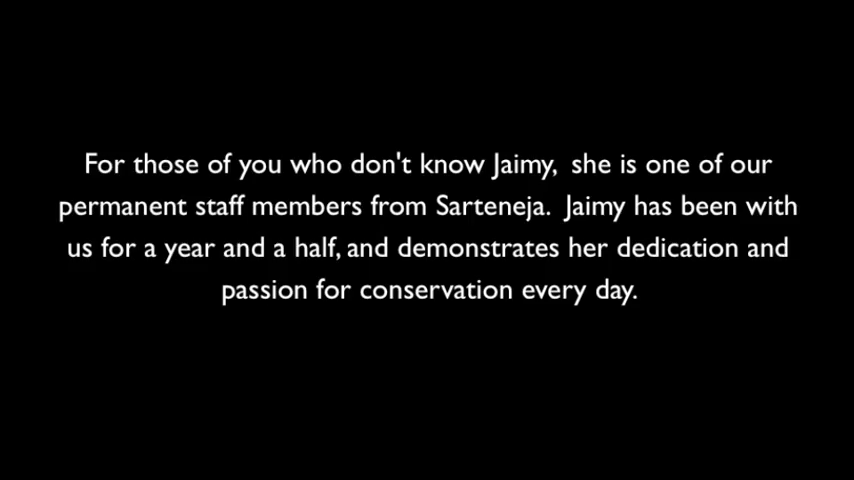 For those of you who don't know Jaimy,  she is one of our
permanent staff members from Sarteneja.  Jaimy has been with
us for a year and a half, and demonstrates her dedication and
passion for conservation every day.